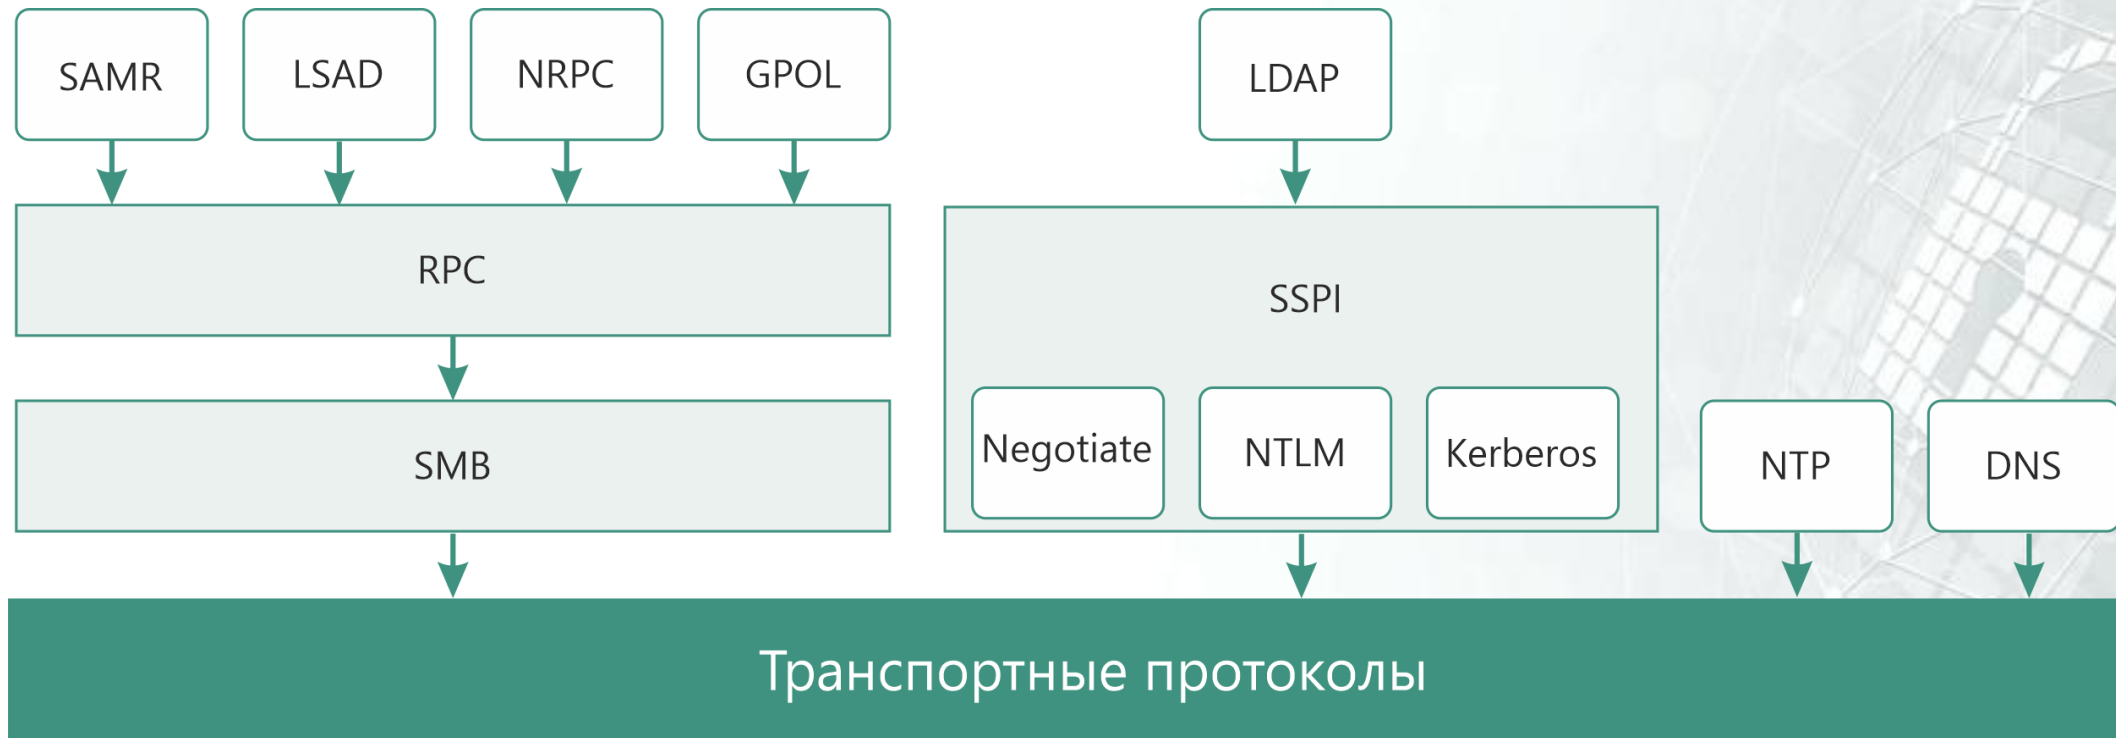 SAMR
LSAD
NRPC
GPOL
LDAP
RPC
SSPI
SMB
Negotiate
NTLM
Kerberos
NTP
DNS
Транспортные протоколы